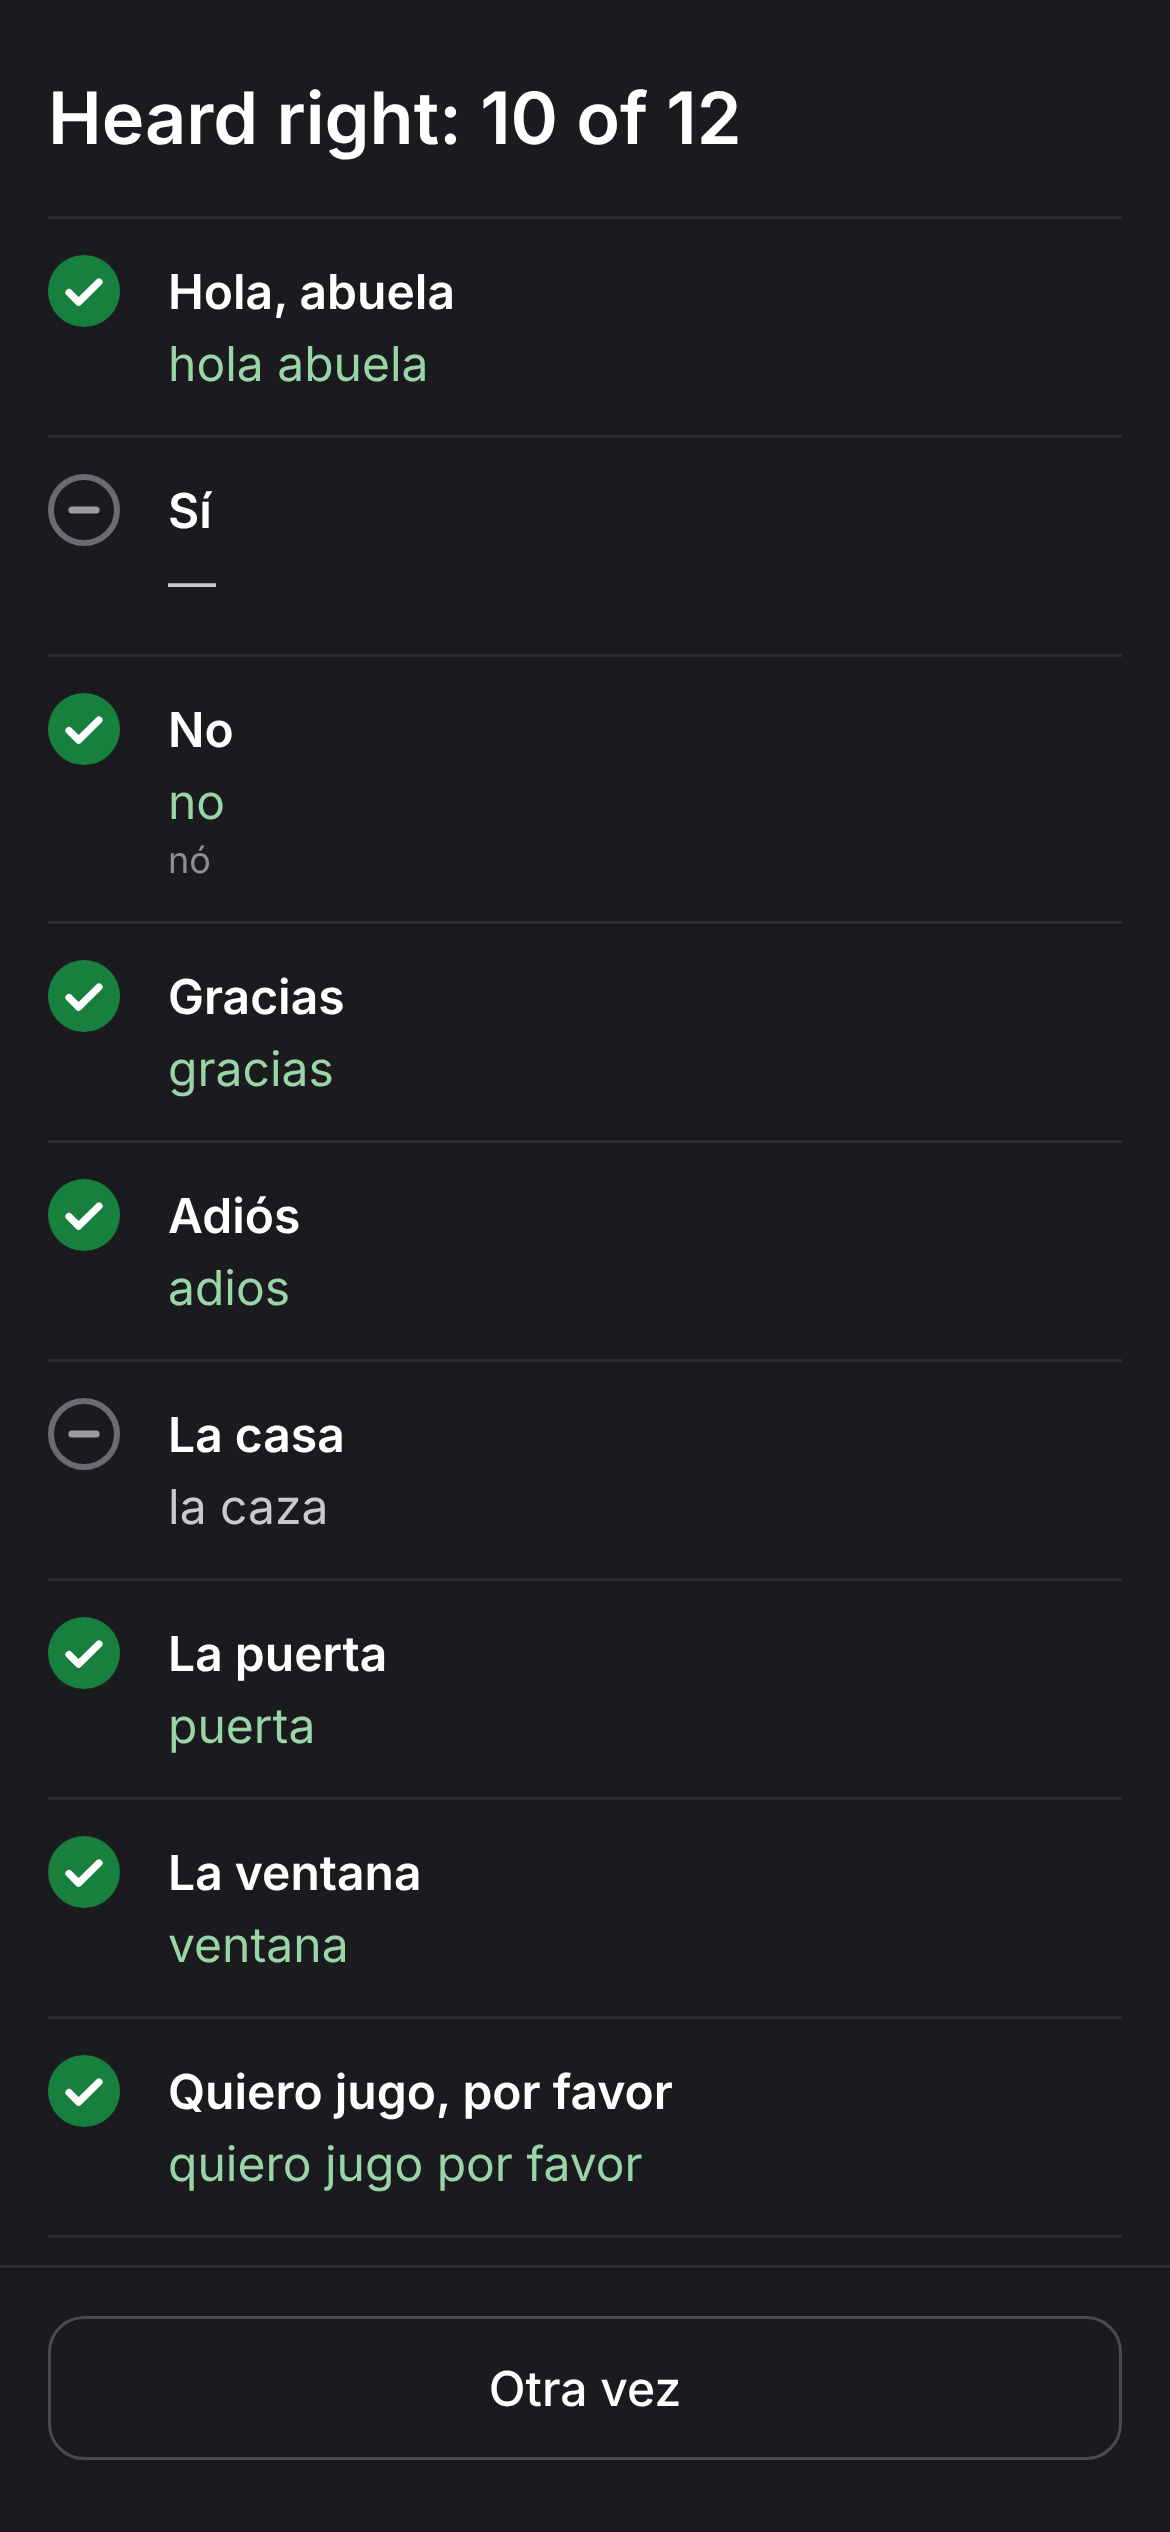 Heard right: 10 of 12
Hola, abuela
hola abuela
Sí
—
No
no
nó
Gracias
gracias
Adiós
adios
La casa
la caza
La puerta
puerta
La ventana
ventana
Quiero jugo, por favor
quiero jugo por favor
Otra vez